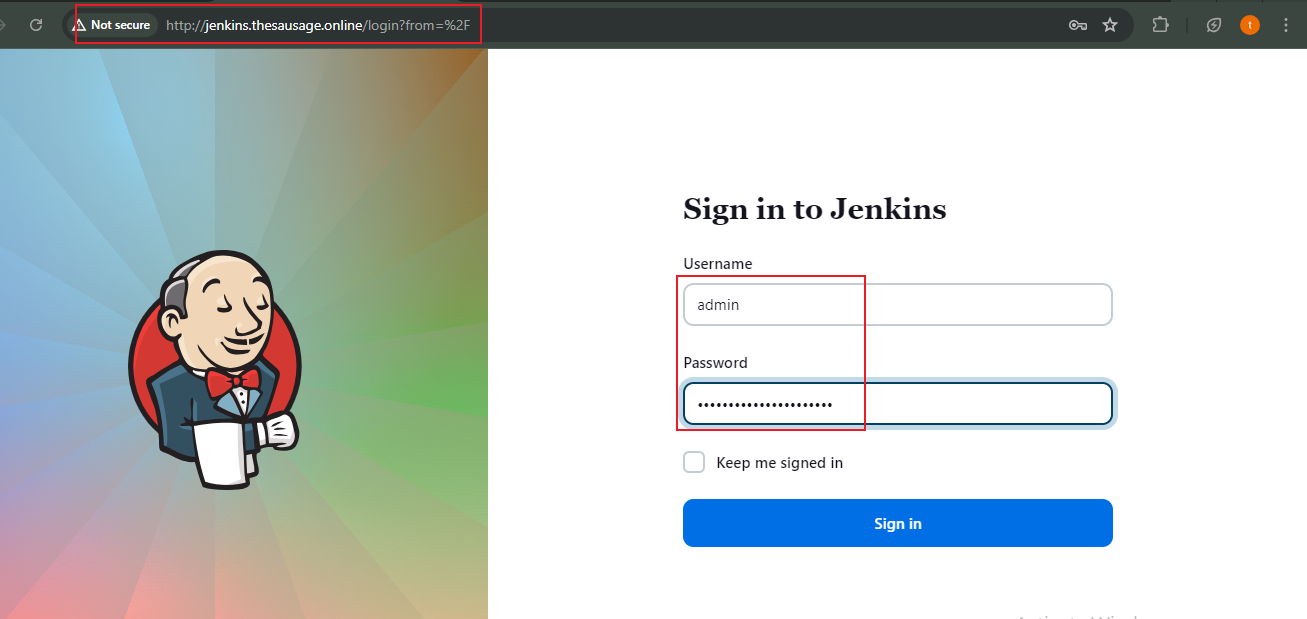 Not secure http://jenkins.thesausage.online/login?from=%2F
t
Sign in to Jenkins
Username
admin
Password
••••••••••••••••••••••
Keep me signed in
Sign in